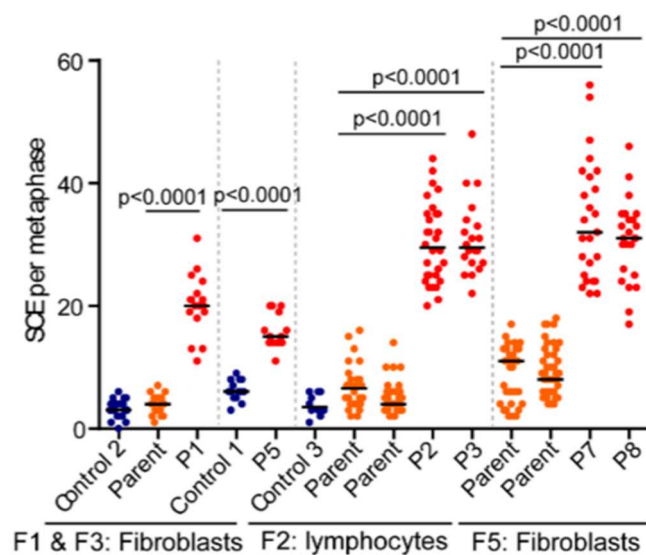 p<0.0001
p<0.0001
60
p<0.0001
p<0.0001
40
p<0.0001 p<0.0001
SCE per metaphase
20
0
Control 2 Parent P1 Control 1 P5 Control 3 Parent Parent P2 P3 Parent Parent P7 P8
F1 & F3: Fibroblasts F2: lymphocytes F5: Fibroblasts